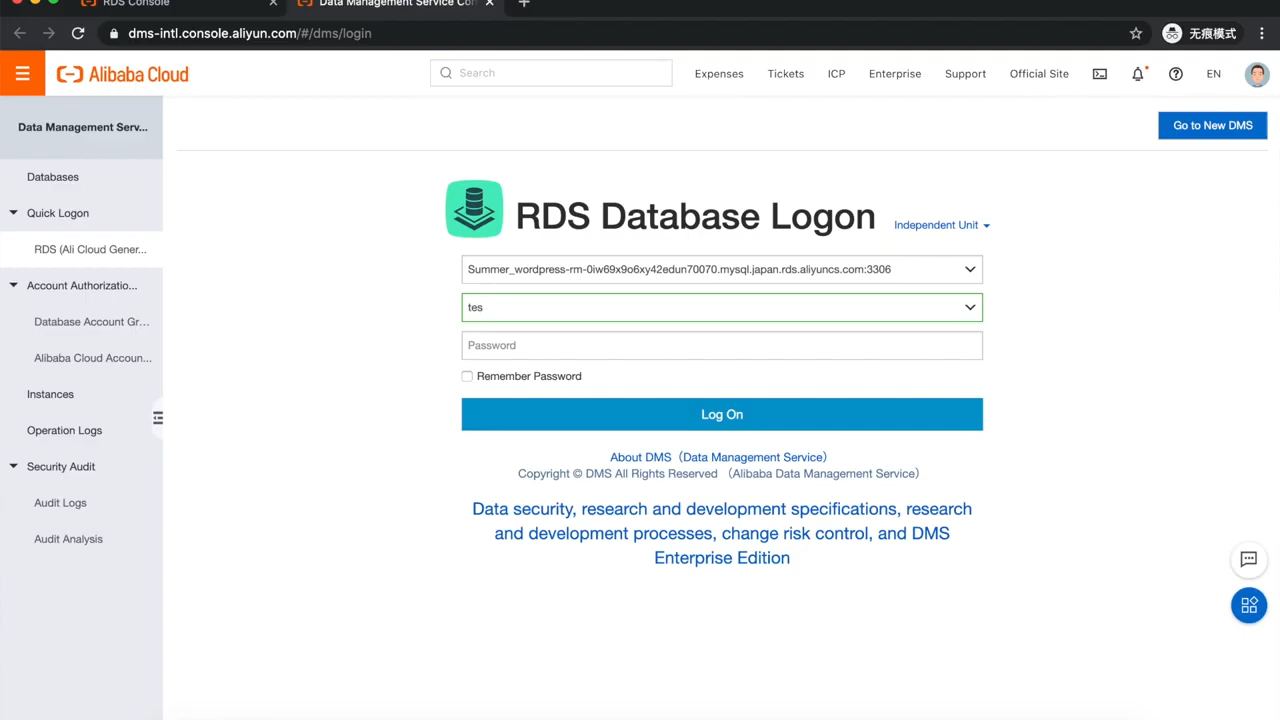 RDS Console
Data Management Service Con
dms-intl.console.aliyun.com/#/dms/login
无痕模式
Alibaba Cloud
Search
Expenses
Tickets
ICP
Enterprise
Support
Official Site
EN
Data Management Serv...
Go to New DMS
Databases
Quick Logon
RDS (Ali Cloud Gener...
Account Authorizatio...
Database Account Gr...
Alibaba Cloud Accoun...
Instances
Operation Logs
Security Audit
Audit Logs
Audit Analysis
RDS Database Logon
Independent Unit
Summer_wordpress-rm-0iw69x9o6xy42edun70070.mysql.japan.rds.aliyuncs.com:3306
tes
Password
Remember Password
Log On
About DMS（Data Management Service）
Copyright © DMS All Rights Reserved （Alibaba Data Management Service）
Data security, research and development specifications, research
and development processes, change risk control, and DMS
Enterprise Edition